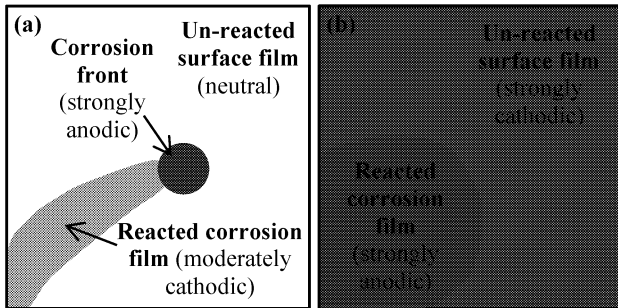 (a)
Corrosion
front
(strongly
anodic)
Un-reacted
surface film
(neutral)
Reacted corrosion
film (moderately
cathodic)
(b)
Un-reacted
surface film
(strongly
cathodic)
Reacted
corrosion
film
(strongly
anodic)